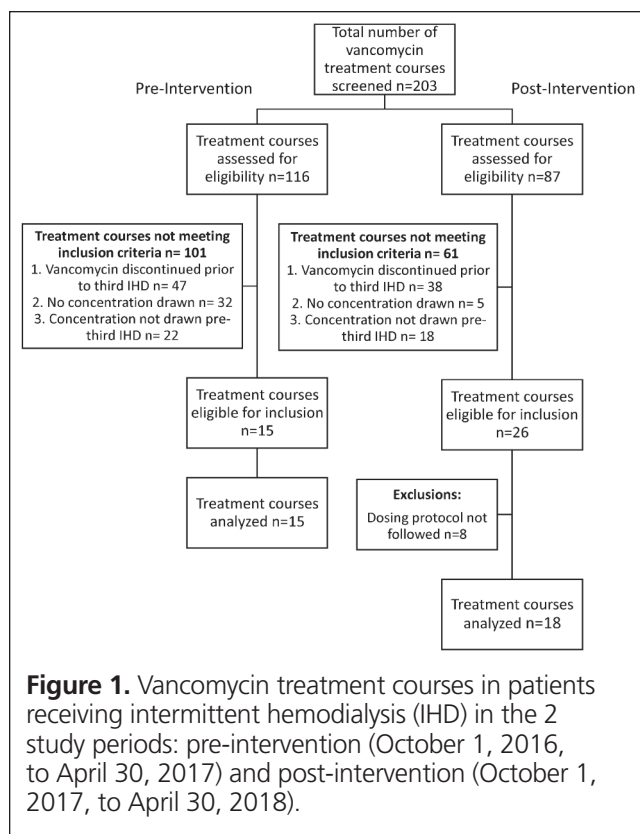 Total number of
vancomycin
treatment courses
screened n=203
Pre-Intervention
Post-Intervention
Treatment courses
assessed for
eligibility n=116
Treatment courses
assessed for
eligibility n=87
Treatment courses not meeting
inclusion criteria n= 101
1. Vancomycin discontinued prior
to third IHD n= 47
2. No concentration drawn n= 32
3. Concentration not drawn pre-
third IHD n= 22
Treatment courses not meeting
inclusion criteria n= 61
1. Vancomycin discontinued prior
to third IHD n= 38
2. No concentration drawn n= 5
3. Concentration not drawn pre-
third IHD n= 18
Treatment courses
eligible for inclusion
n=15
Treatment courses
eligible for inclusion
n=26
Treatment courses
analyzed n=15
Exclusions:
Dosing protocol not
followed n=8
Treatment courses
analyzed n=18
Figure 1. Vancomycin treatment courses in patients
receiving intermittent hemodialysis (IHD) in the 2
study periods: pre-intervention (October 1, 2016,
to April 30, 2017) and post-intervention (October 1,
2017, to April 30, 2018).